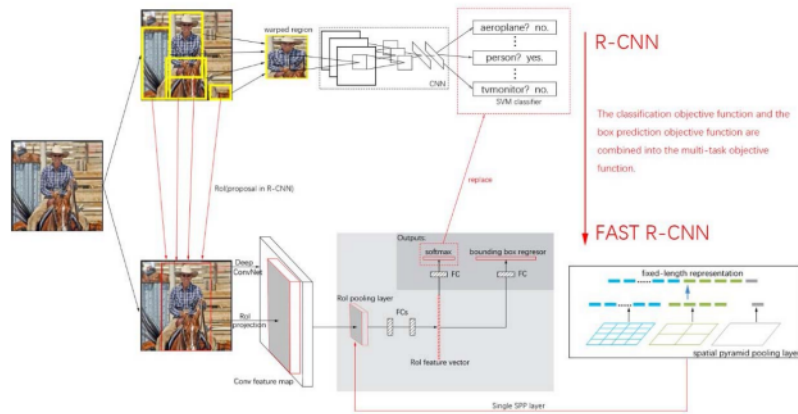 warped region
aeroplane? no.
person? yes.
tvmonitor? no.
CNN
SVM classifier
R-CNN
The classification objective function and the
box prediction objective function are
combined into the multi-task objective
function.
RoI(proposal in R-CNN)
replace
FAST R-CNN
Outputs:
softmax
bounding box regresor
FC
FC
Deep
ConvNet
RoI
projection
RoI pooling layer
FCs
Conv feature map
RoI feature vector
fixed-length representation
spatial pyramid pooling layer
Single SPP layer